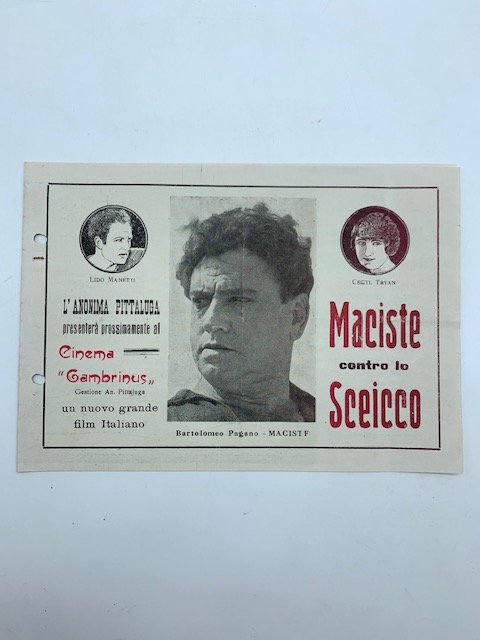 LIDO MANETTI
L'ANONIMA PITTALUGA
presenterà prossimamente al
Cinema
"Gambrinus„
Gestione An. Pittaluga
un nuovo grande
film Italiano
Bartolomeo Pagano - MACISTE
CECYL TRYAN
Maciste
contro lo
Sceicco